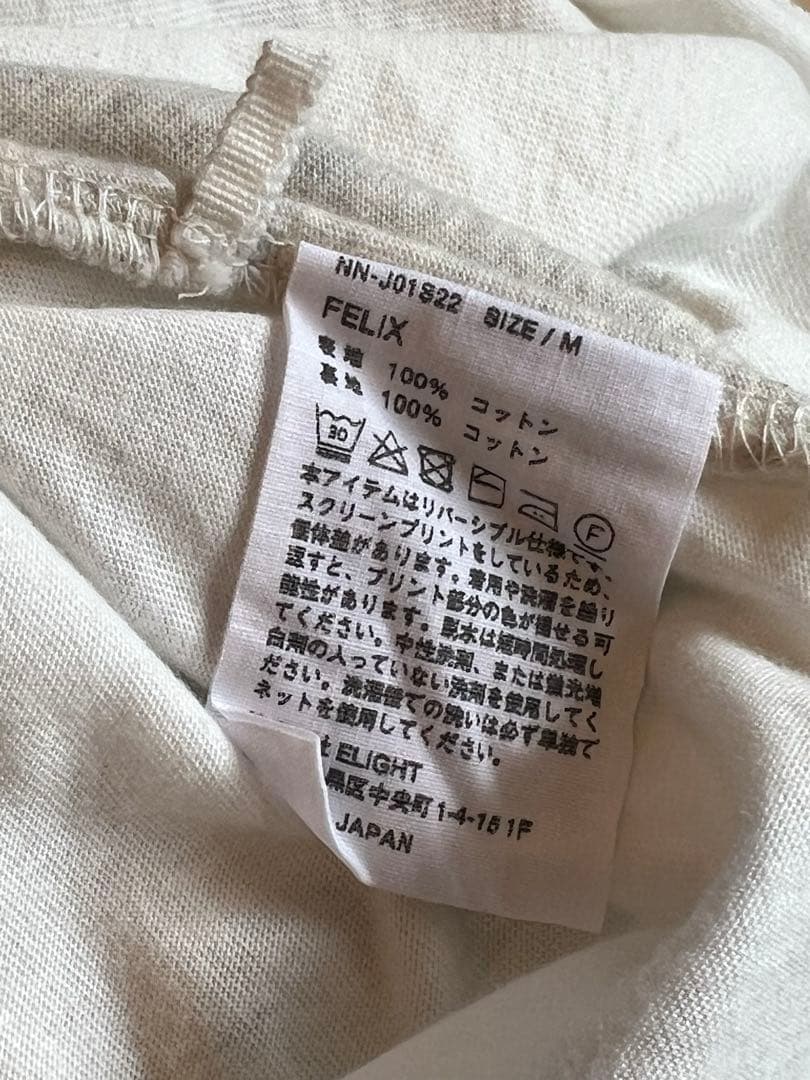 NN-J01S22 SIZE / M
FELIX
表地 100% コットン
裏地 100% コットン
30
F
本アイテムはリバーシブル仕様で、
スクリーンプリントをしているため、
個体差があります。着用や洗濯を繰り
返すと、プリント部分の色が褪せる可
能性があります。脱水は短時間処理し
てください。中性洗剤、または蛍光増
白剤の入っていない洗剤を使用してく
ださい。洗濯機での洗いは必ず単独で
ネットを使用してください。
ELIGHT
黒区中央町1-4-15 1F
JAPAN